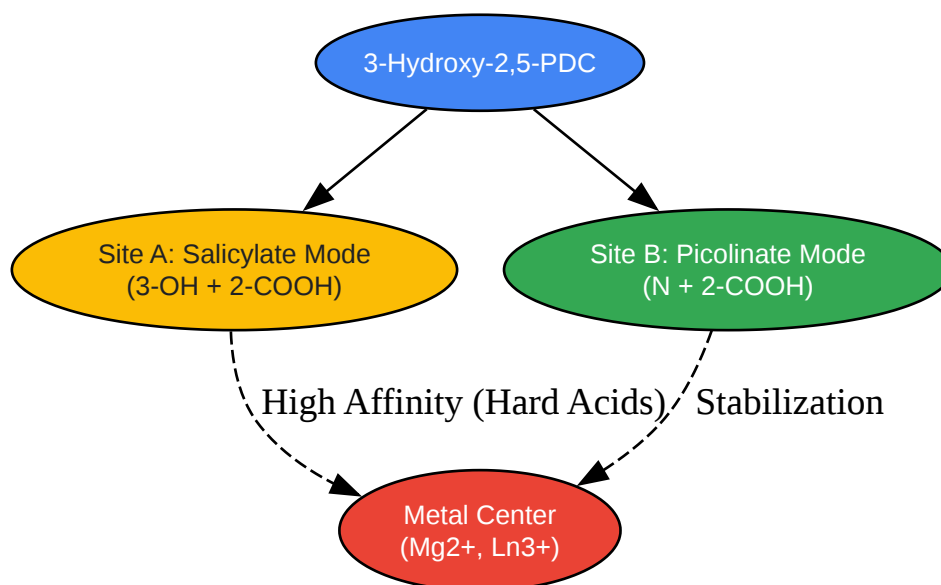 3-Hydroxy-2,5-PDC
Site A: Salicylate Mode
(3-OH + 2-COOH)
Site B: Picolinate Mode
(N + 2-COOH)
High Affinity (Hard Acids)
Stabilization
Metal Center
(Mg2+, Ln3+)